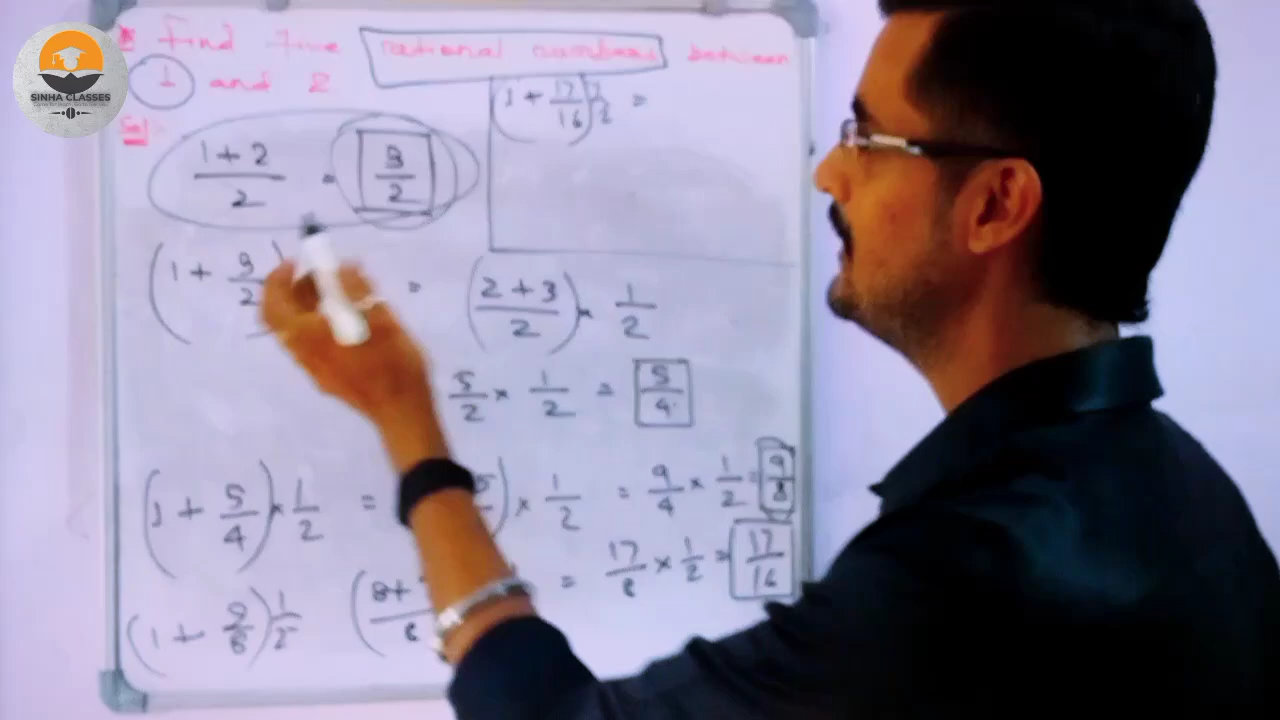 SINHA CLASSES
Find five rational numbers between
1 and 2
Sol
(1 + 17/16) 1/2 =
1 + 2 / 2 = 3/2
(1 + 3/2 = (2 + 3 / 2) × 1/2
5/2 × 1/2 = 5/4
(1 + 5/4) × 1/2 = ) × 1/2 = 9/4 × 1/2 = 9/8
(1 + 9/8) 1/2 (8+ / 8 = 17/8 × 1/2 = 17/16